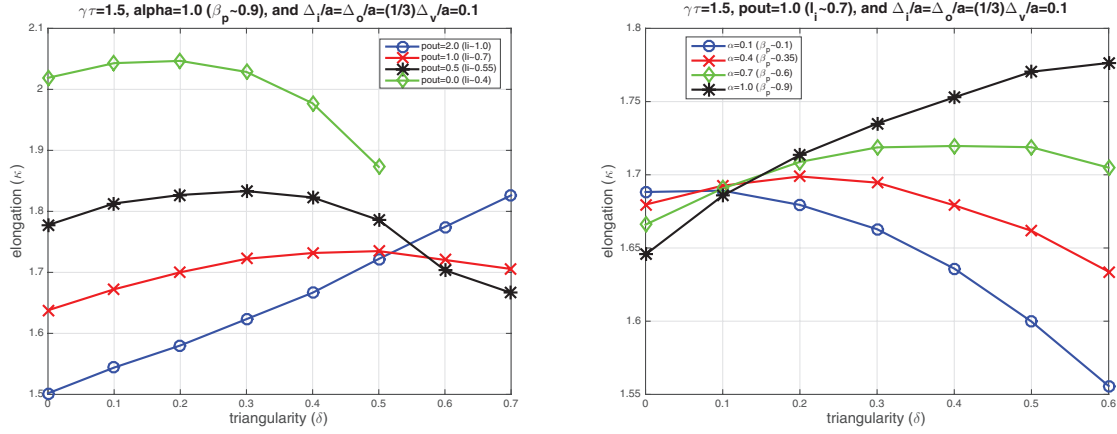 γτ=1.5, alpha=1.0 (β_p~0.9), and Δ_i/a=Δ_o/a=(1/3)Δ_v/a=0.1
2.1
2
1.9
1.8
1.7
1.6
1.5
elongation (κ)
pout=2.0 (li~1.0)
pout=1.0 (li~0.7)
pout=0.5 (li~0.55)
pout=0.0 (li~0.4)
0 0.1 0.2 0.3 0.4 0.5 0.6 0.7
triangularity (δ)
γτ=1.5, pout=1.0 (l_i~0.7), and Δ_i/a=Δ_o/a=(1/3)Δ_v/a=0.1
1.8
1.75
1.7
1.65
1.6
1.55
elongation (κ)
α=0.1 (β_p~0.1)
α=0.4 (β_p~0.35)
α=0.7 (β_p~0.6)
α=1.0 (β_p~0.9)
0 0.1 0.2 0.3 0.4 0.5 0.6
triangularity (δ)